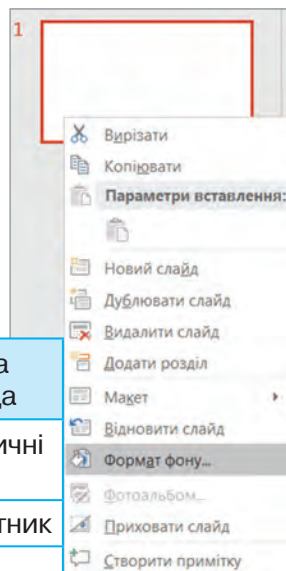 1
Вирізати
Копіювати
Параметри вставлення:
Новий слайд
Дублювати слайд
Видалити слайд
Додати розділ
Макет
Відновити слайд
Формат фону...
Фотоальбом...
Приховати слайд
Створити примітку